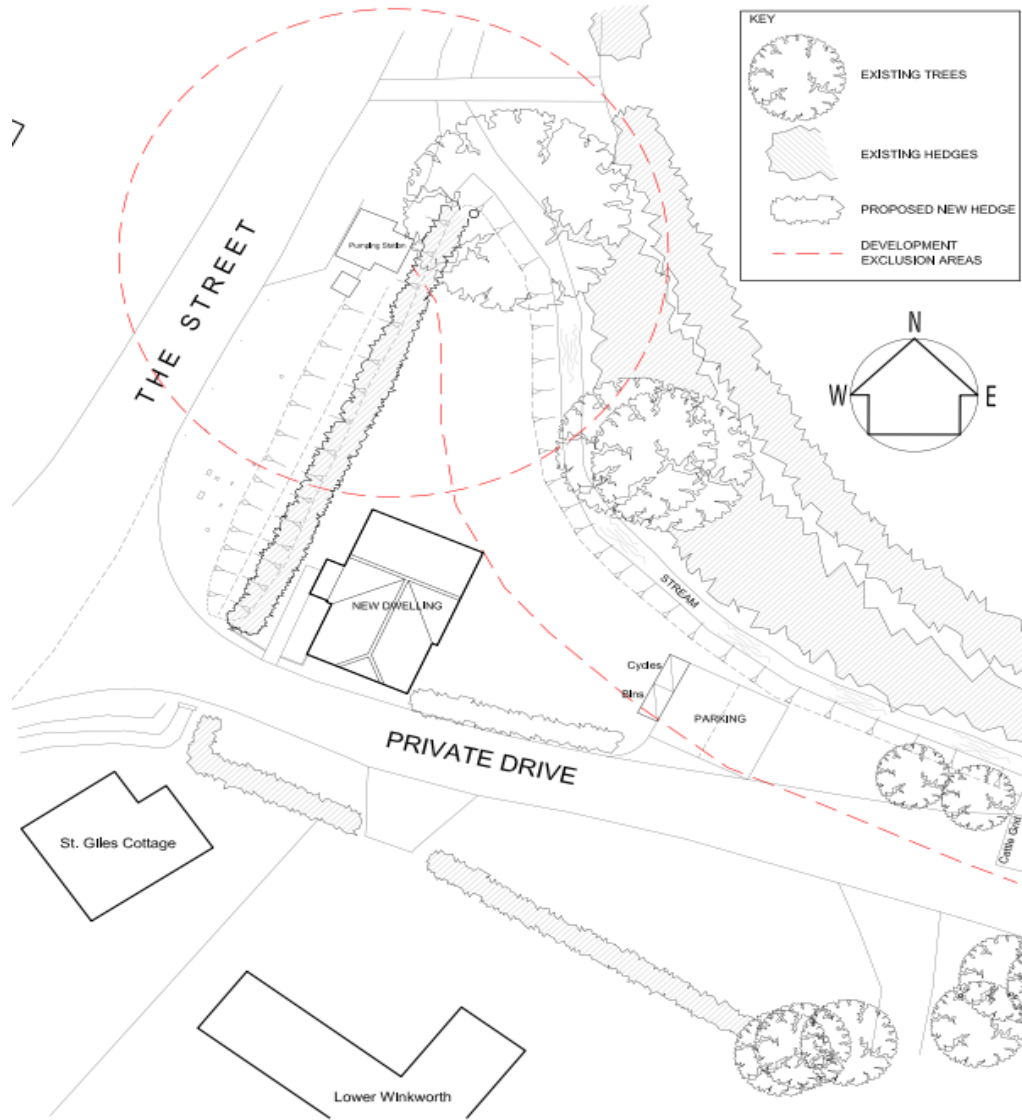 KEY
EXISTING TREES
EXISTING HEDGES
PROPOSED NEW HEDGE
DEVELOPMENT
EXCLUSION AREAS
N
W
E
THE STREET
Pumping Station
NEW DWELLING
STREAM
Cycles
Bins
PARKING
PRIVATE DRIVE
St. Giles Cottage
Cattle Grid
Lower Winkworth